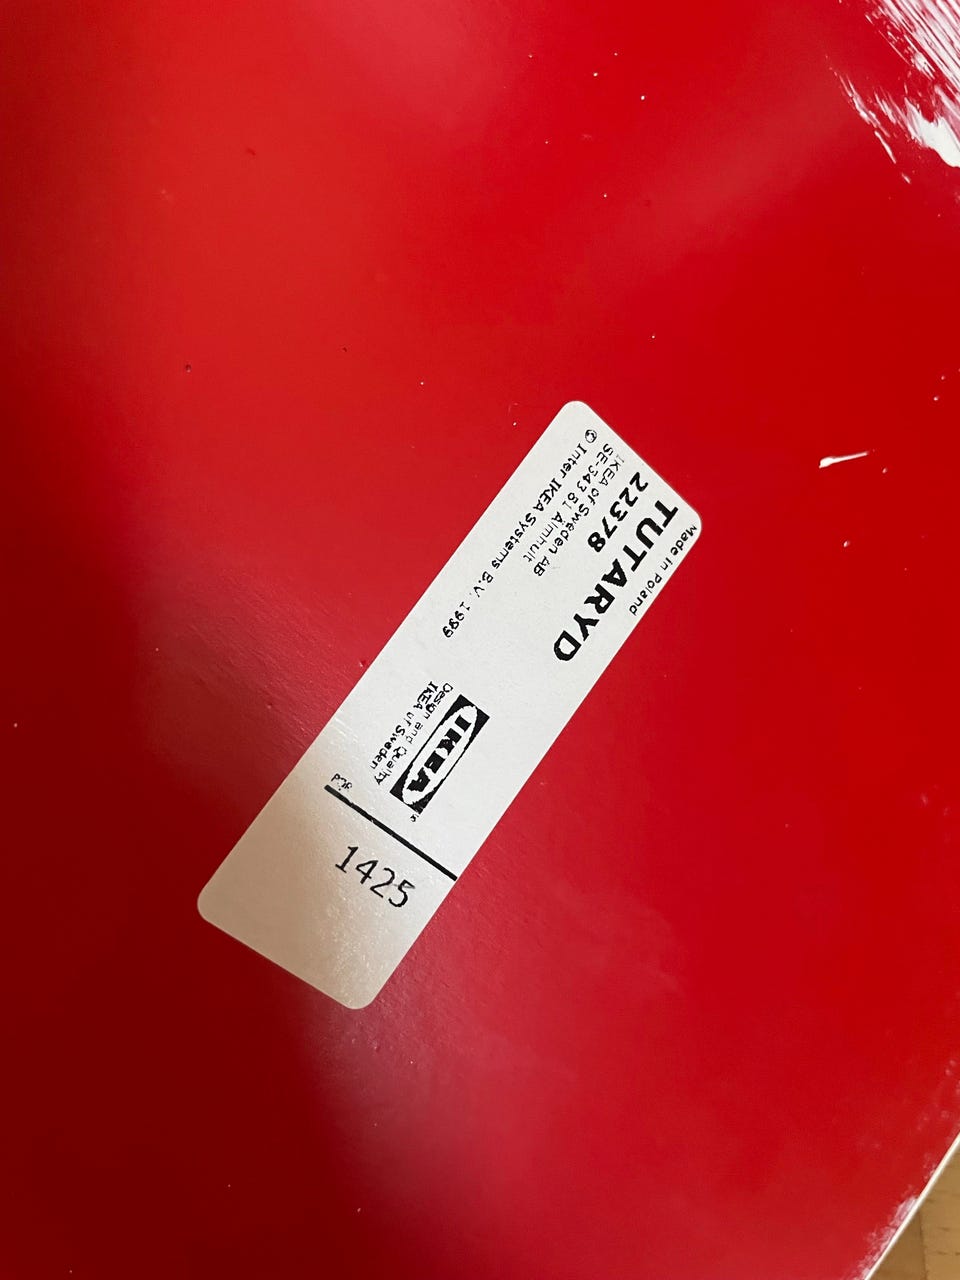 Made in Poland
TUTARYD
22378
IKEA of Sweden AB
SE-343 81 Älmhult
© Inter IKEA Systems B.V. 1999
IKEA
Design and Quality
IKEA of Sweden
1425